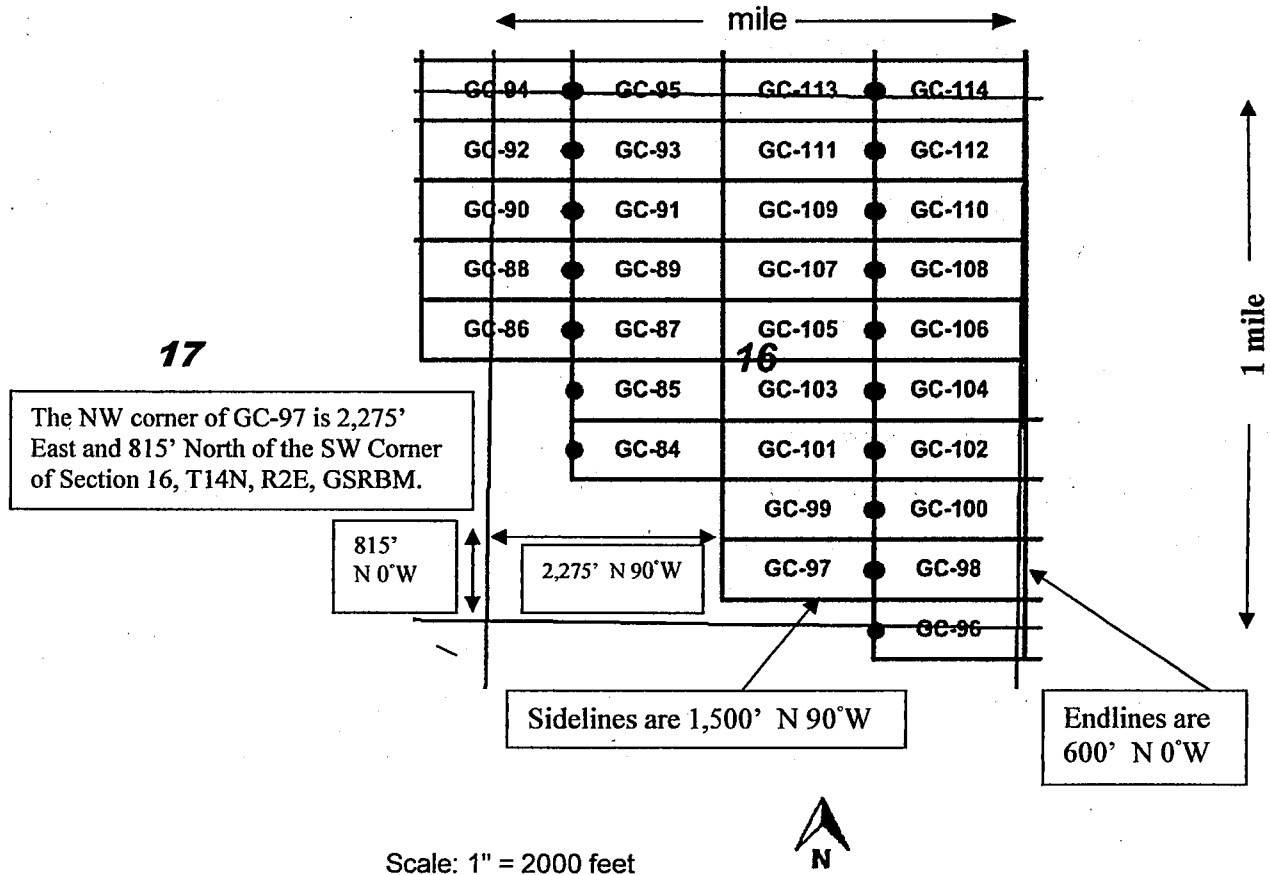 mile
GC-94 GC-95 GC-113 GC-114
GC-92 GC-93 GC-111 GC-112
GC-90 GC-91 GC-109 GC-110
GC-88 GC-89 GC-107 GC-108
GC-86 GC-87 GC-105 GC-106
17
16
GC-85 GC-103 GC-104
GC-84 GC-101 GC-102
GC-99 GC-100
GC-97 GC-98
GC-96
1 mile
The NW corner of GC-97 is 2,275’
East and 815’ North of the SW Corner
of Section 16, T14N, R2E, GSRBM.
815’
N 0°W
2,275’ N 90°W
Sidelines are 1,500’ N 90°W
Endlines are
600’ N 0°W
N
Scale: 1" = 2000 feet